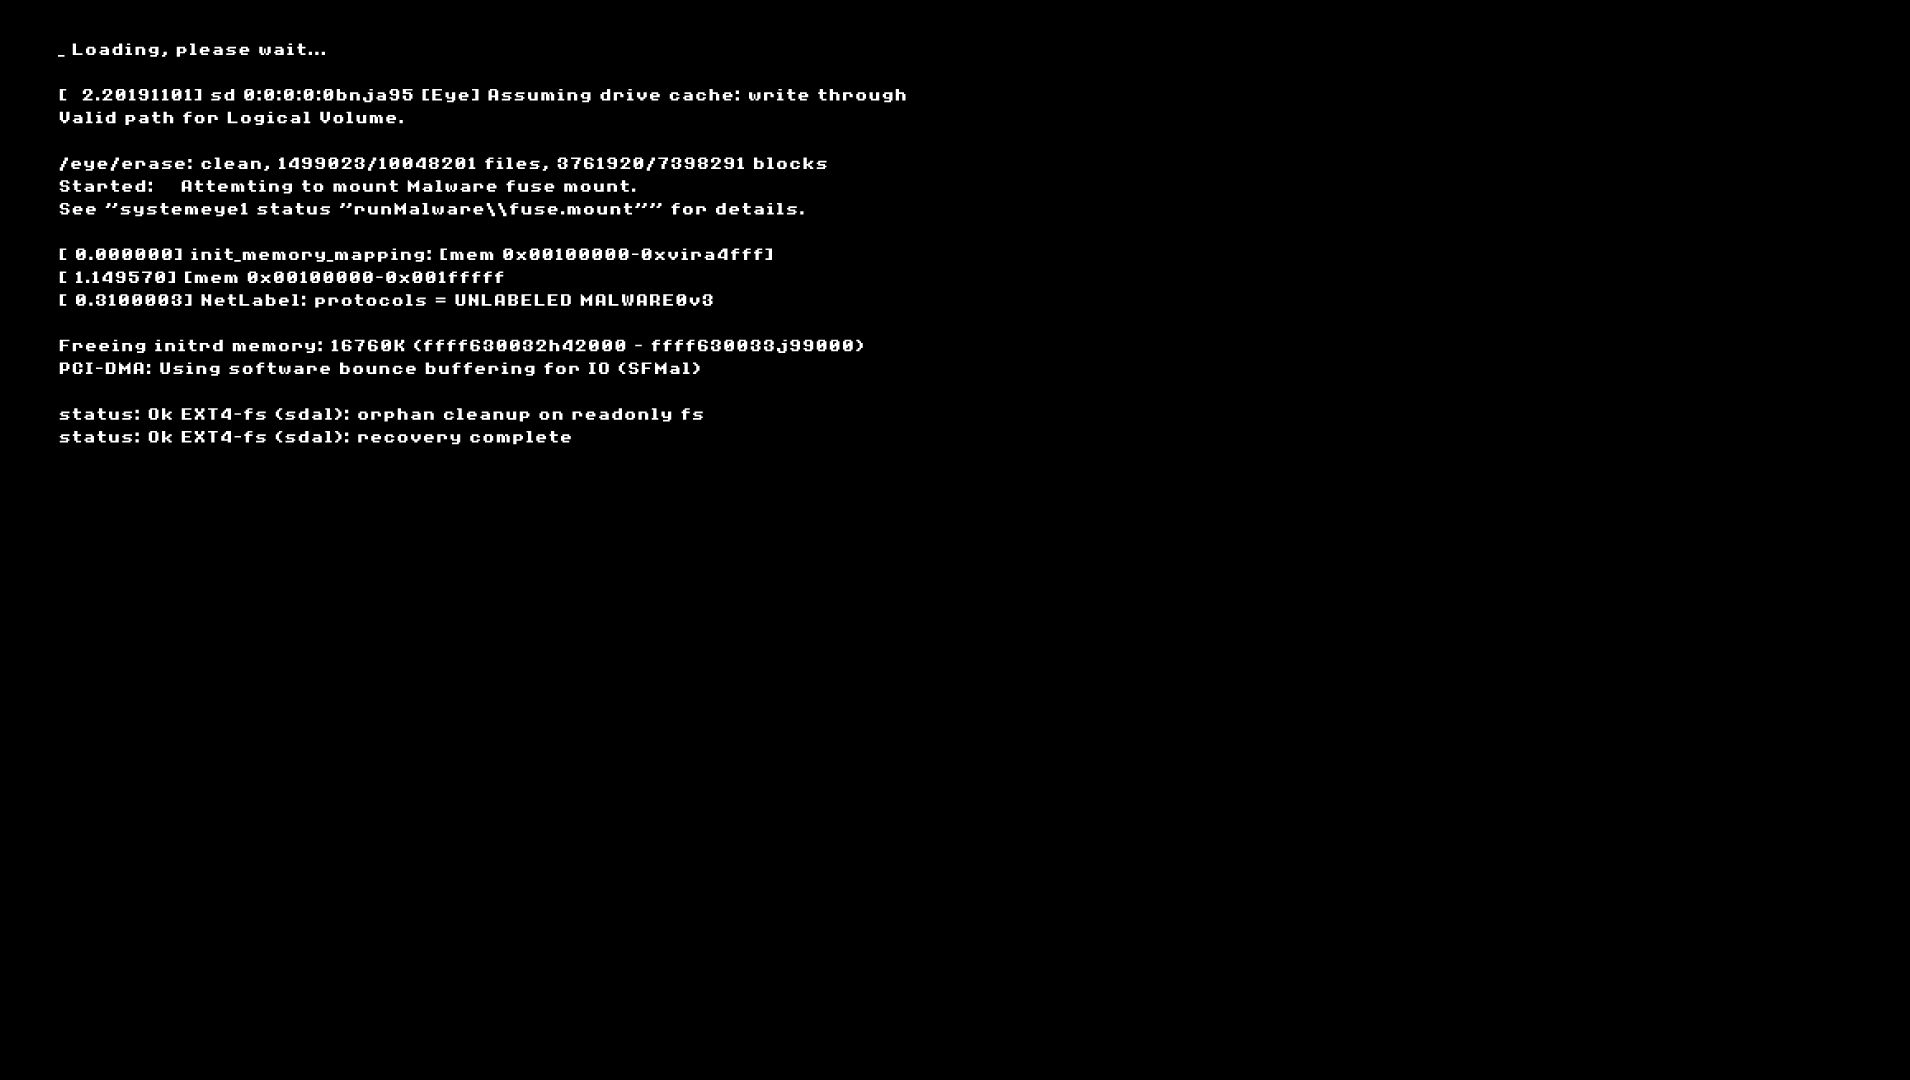 _ Loading, please wait...
[  2.20191101] sd 0:0:0:0:0bnja95 [Eye] Assuming drive cache: write through
Valid path for Logical Volume.
/eye/erase: clean, 1499023/10048201 files, 3761920/7398291 blocks
Started:   Attemting to mount Malware fuse mount.
See "systemeye1 status "runMalware\\fuse.mount"" for details.
[ 0.000000] init_memory_mapping: [mem 0x00100000-0xvira4fff]
[ 1.149570] [mem 0x00100000-0x001fffff
[ 0.3100003] NetLabel: protocols = UNLABELED MALWARE0v3
Freeing initrd memory: 16760K (ffff630032h42000 - ffff630033j99000)
PCI-DMA: Using software bounce buffering for IO (SFMal)
status: Ok EXT4-fs (sdal): orphan cleanup on readonly fs
status: Ok EXT4-fs (sdal): recovery complete